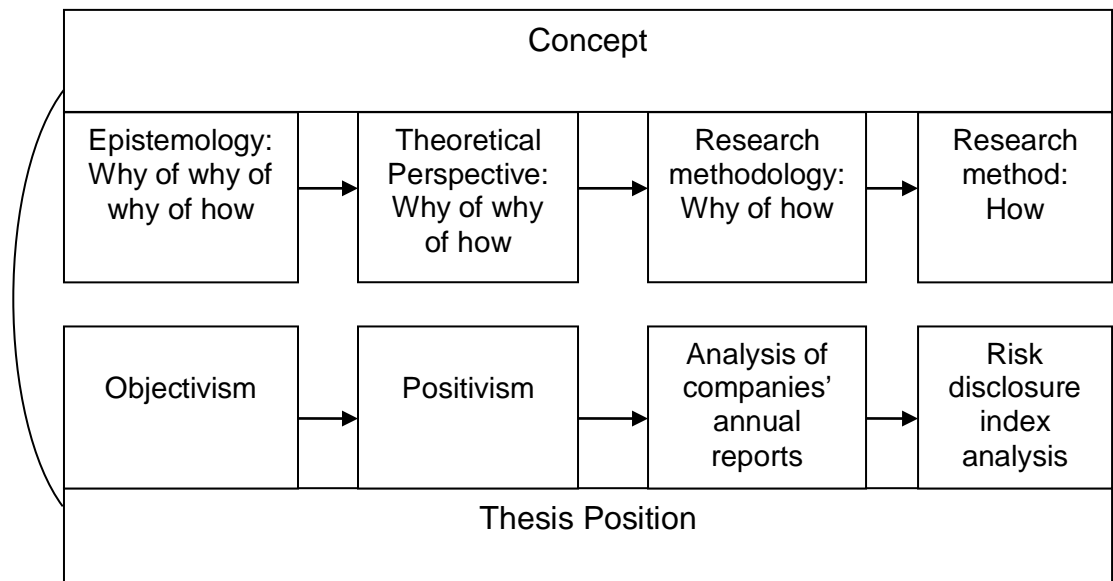 Concept
Epistemology:
Why of why of
why of how
Theoretical
Perspective:
Why of why
of how
Research
methodology:
Why of how
Research
method:
How
Objectivism
Positivism
Analysis of
companies’
annual
reports
Risk
disclosure
index
analysis
Thesis Position